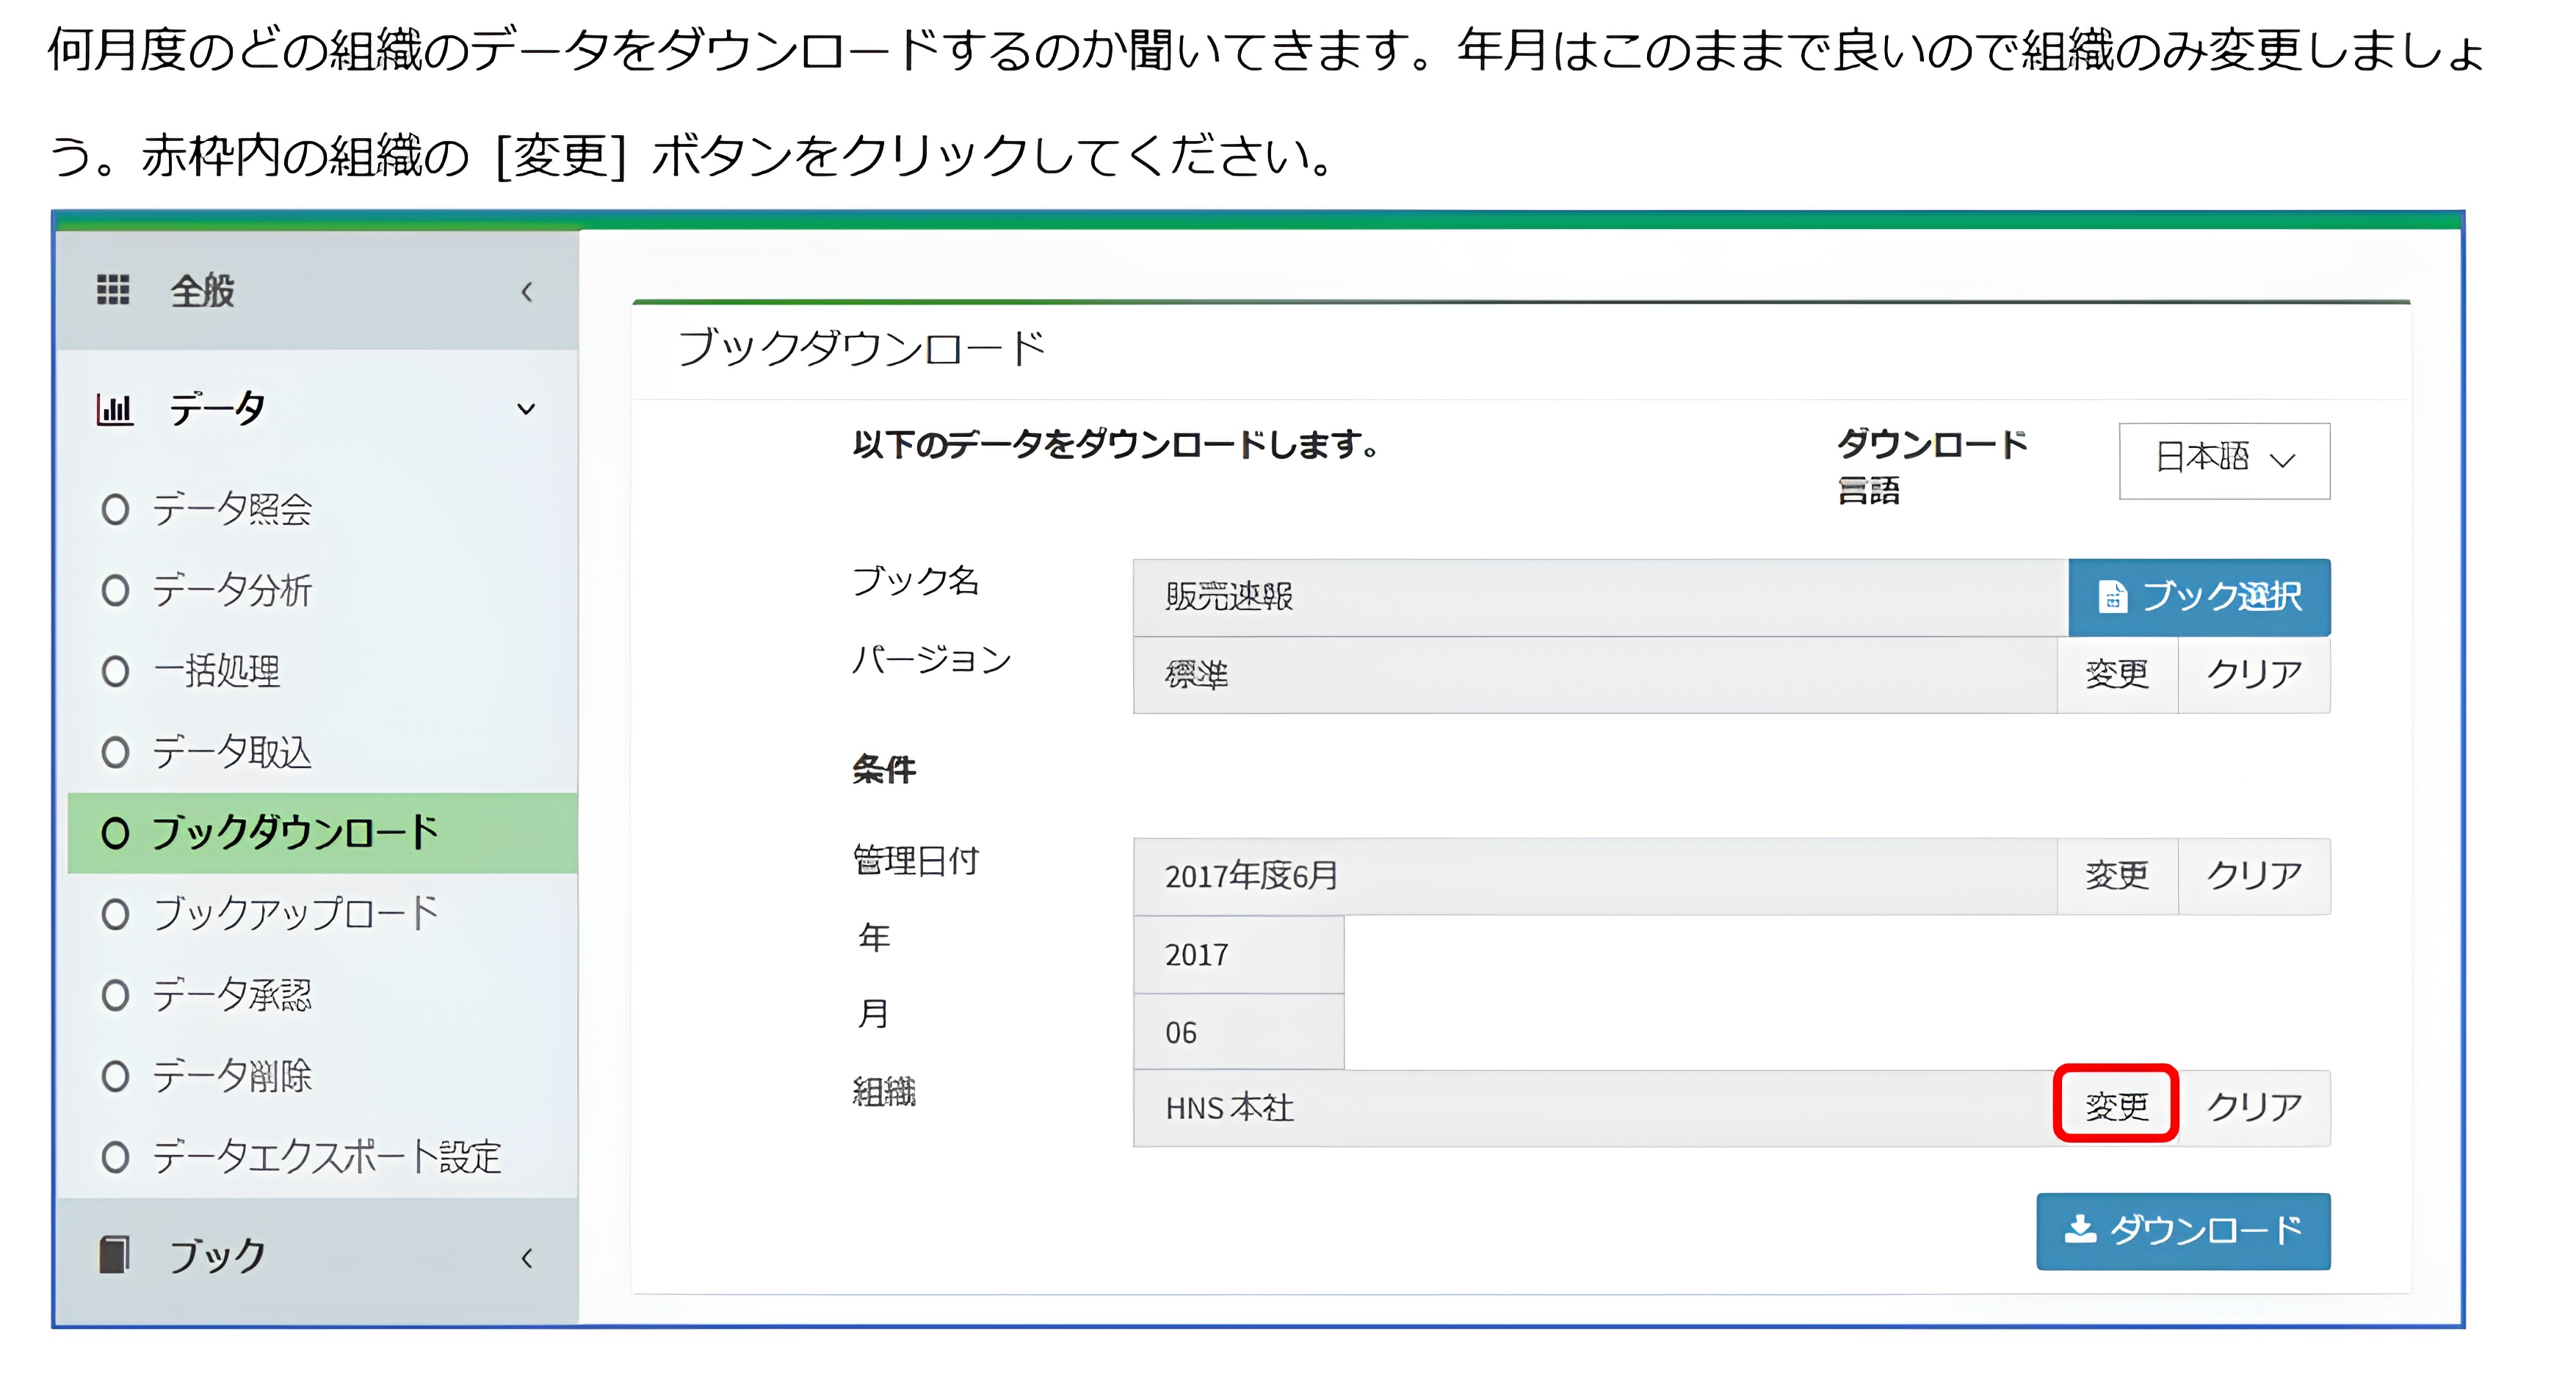 何月度のどの組織のデータをダウンロードするのか聞いてきます。年月はこのままで良いので組織のみ変更しましょ
う。赤枠内の組織の [変更] ボタンをクリックしてください。
全般
データ
データ照会
データ分析
一括処理
データ取込
ブックダウンロード
ブックアップロード
データ承認
データ削除
データエクスポート設定
ブック
ブックダウンロード
以下のデータをダウンロードします。
ダウンロード
言語
日本語
ブック名
販売速報
ブック選択
バージョン
標準
変更
クリア
条件
管理日付
2017年度6月
変更
クリア
年
2017
月
06
組織
HNS 本社
変更
クリア
ダウンロード